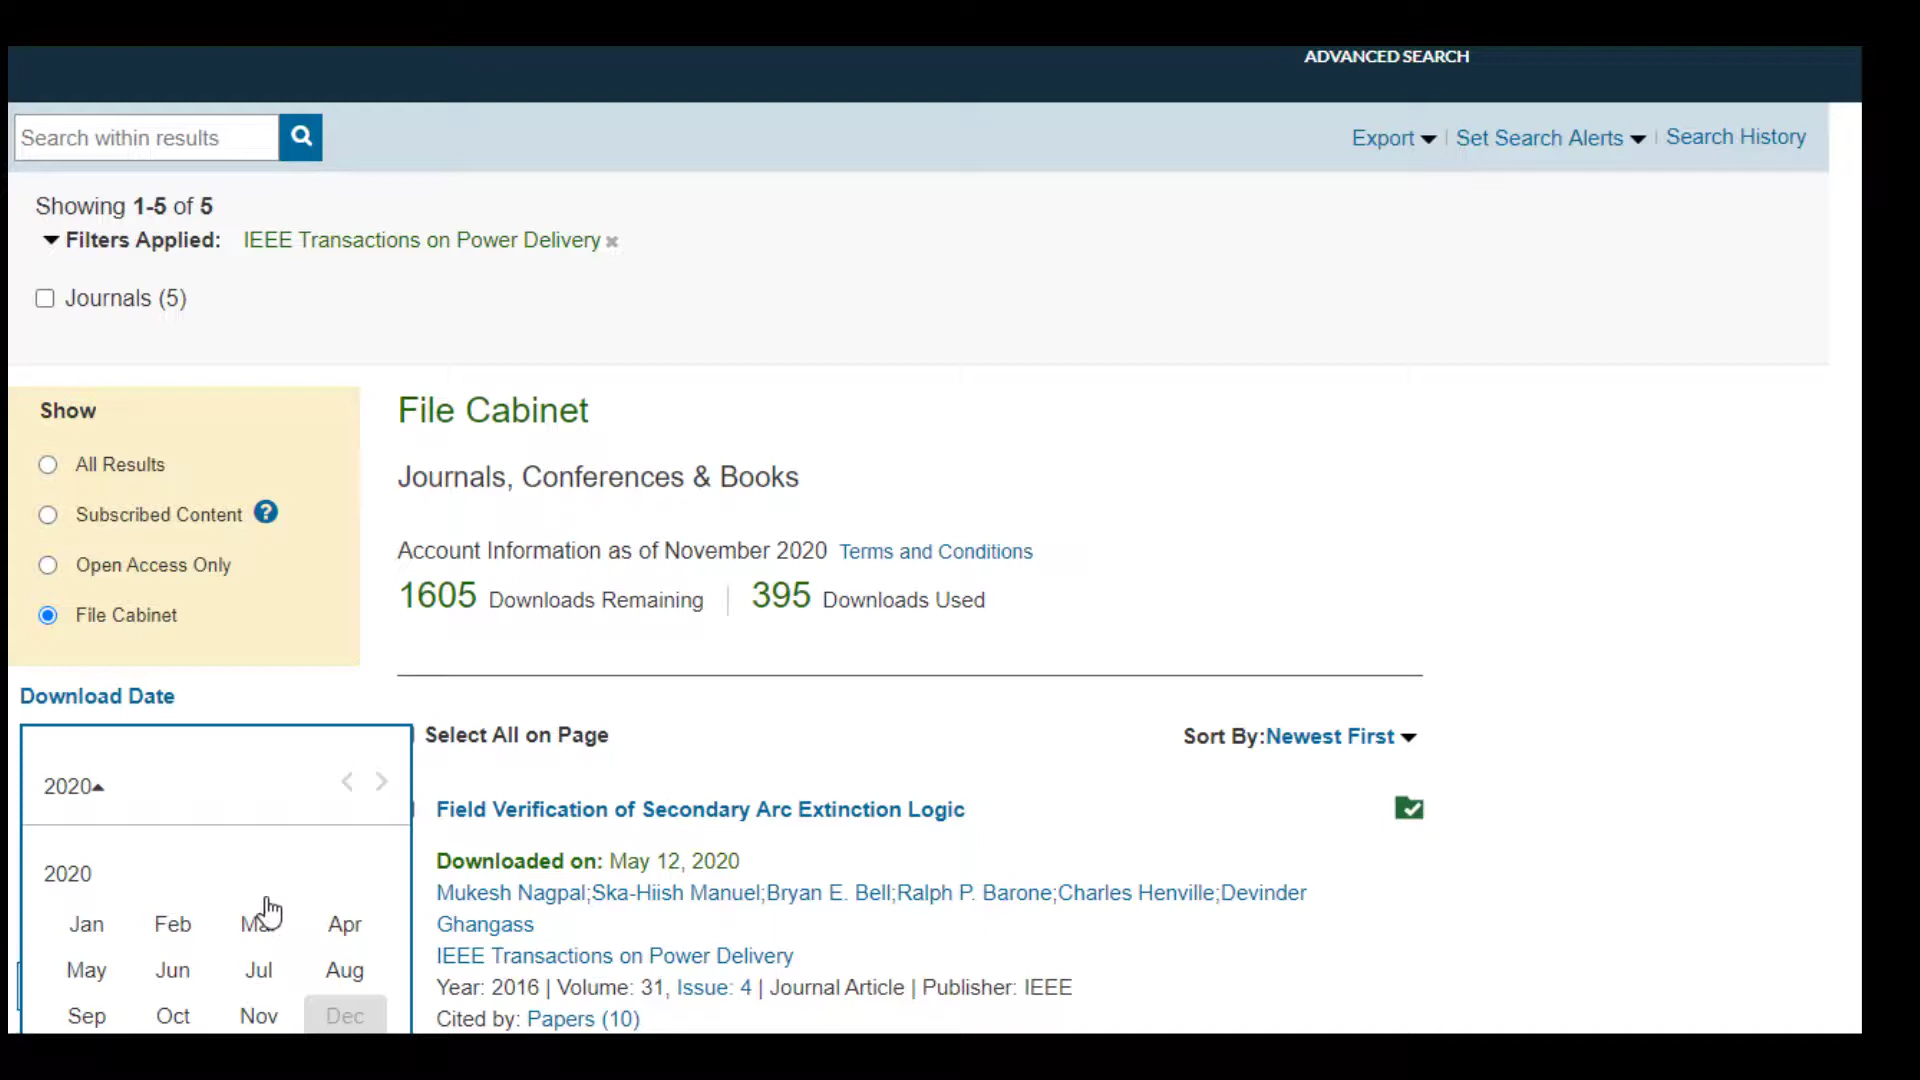 ADVANCED SEARCH
Search within results
Export | Set Search Alerts | Search History
Showing 1-5 of 5
Filters Applied: IEEE Transactions on Power Delivery
Journals (5)
Show
All Results
Subscribed Content ?
Open Access Only
File Cabinet
File Cabinet
Journals, Conferences & Books
Account Information as of November 2020 Terms and Conditions
1605 Downloads Remaining | 395 Downloads Used
Download Date
2020
2020
Jan Feb Apr
May Jun Jul Aug
Sep Oct Nov Dec
Select All on Page
Sort By:Newest First
Field Verification of Secondary Arc Extinction Logic
Downloaded on: May 12, 2020
Mukesh Nagpal;Ska-Hiish Manuel;Bryan E. Bell;Ralph P. Barone;Charles Henville;Devinder
Ghangass
IEEE Transactions on Power Delivery
Year: 2016 | Volume: 31, Issue: 4 | Journal Article | Publisher: IEEE
Cited by: Papers (10)